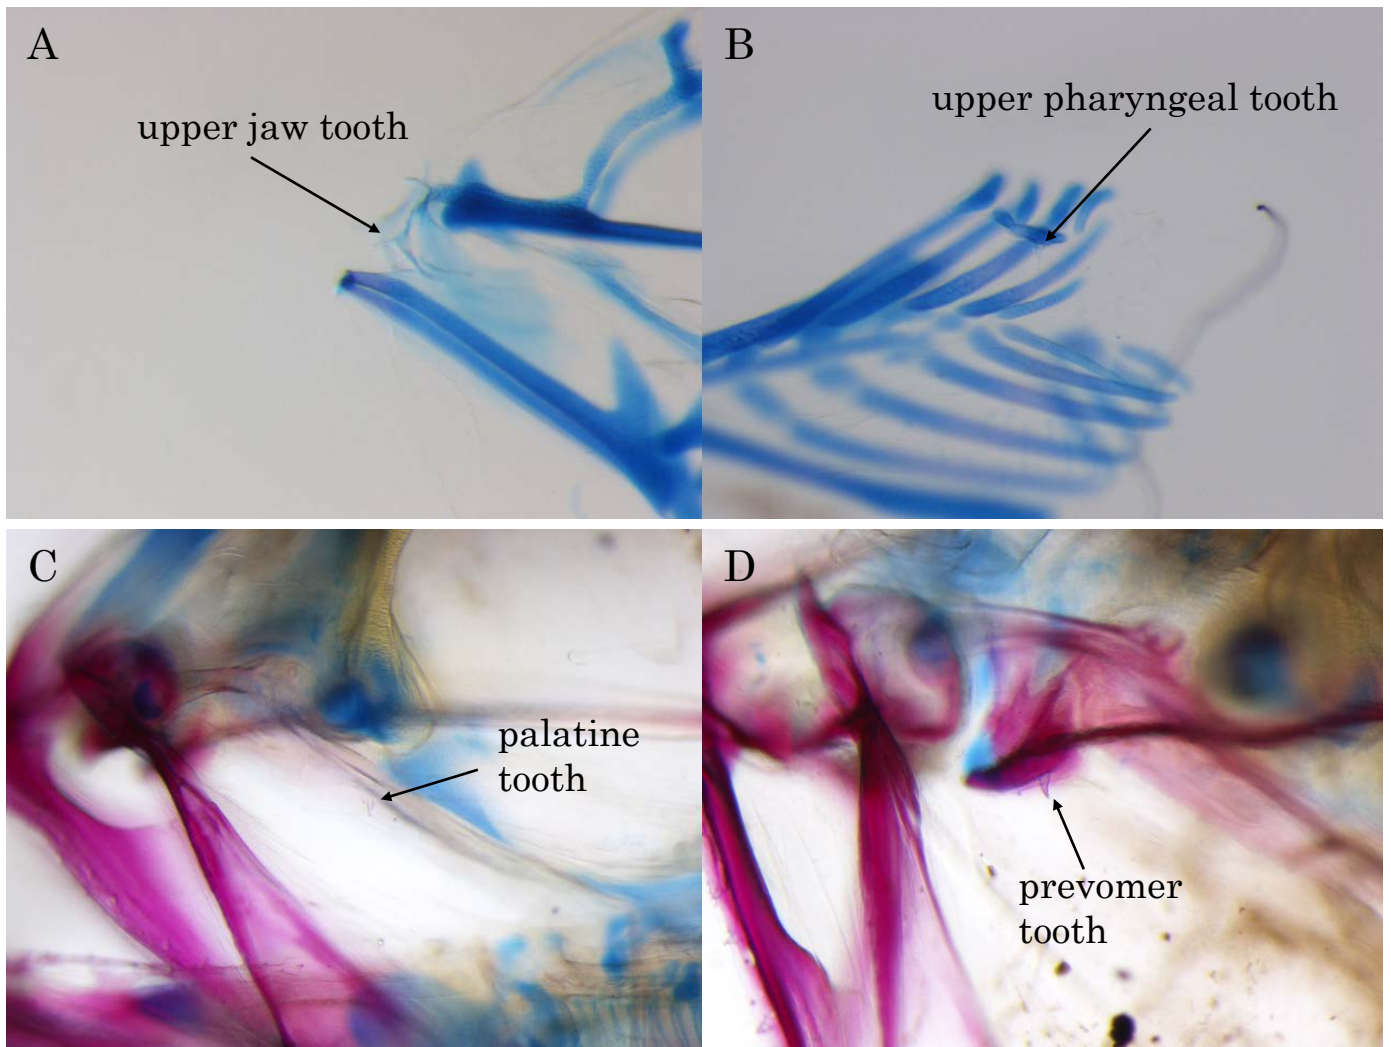 A
upper jaw tooth
B
upper pharyngeal tooth
C
palatine
tooth
D
prevomer
tooth